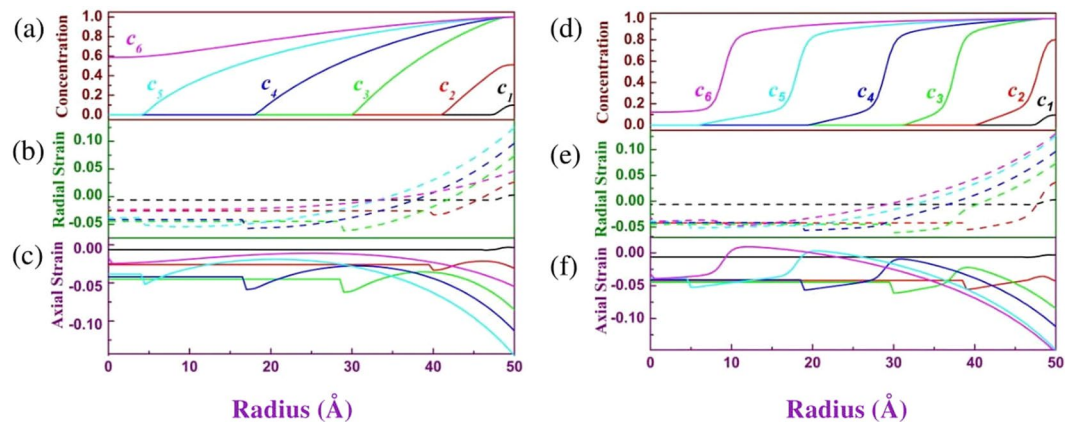 (a)
Concentration
1.0
0.8
0.6
0.4
0.2
0.0
c6
c5
c4
c3
c2
c1
(b)
Radial Strain
0.10
0.05
0.00
-0.05
(c)
Axial Strain
0.00
-0.05
-0.10
0 10 20 30 40 50
Radius (Å)
(d)
Concentration
1.0
0.8
0.6
0.4
0.2
0.0
c6
c5
c4
c3
c2
c1
(e)
Radial Strain
0.10
0.05
0.00
-0.05
(f)
Axial Strain
0.00
-0.05
-0.10
0 10 20 30 40 50
Radius (Å)